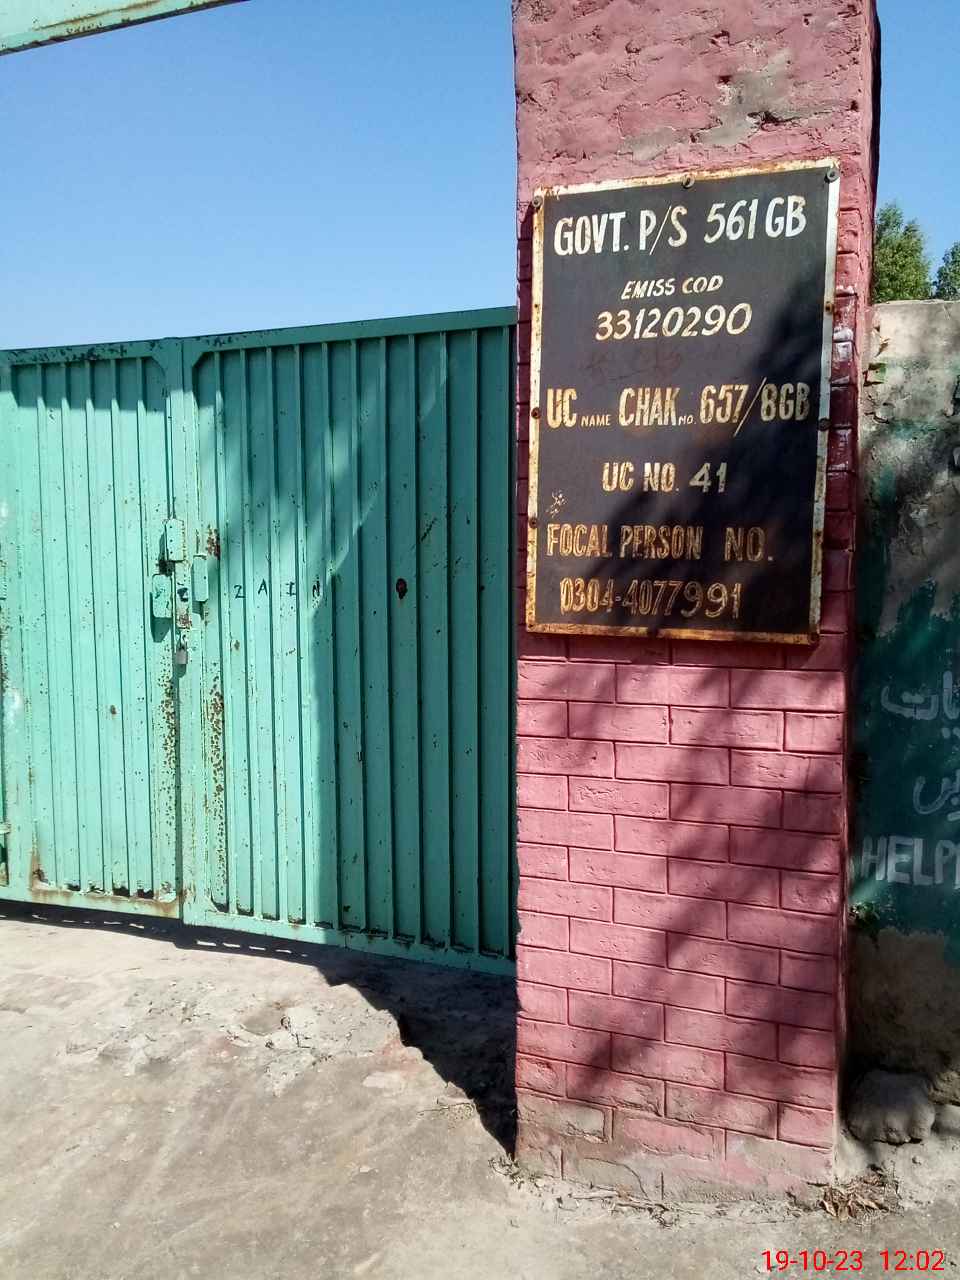 GOVT. P/S 561 GB
EMISS COD
33120290
UC NAME CHAK NO. 657/8GB
UC NO. 41
FOCAL PERSON NO.
0304-4077991
ZAIN
19-10-23 12:02